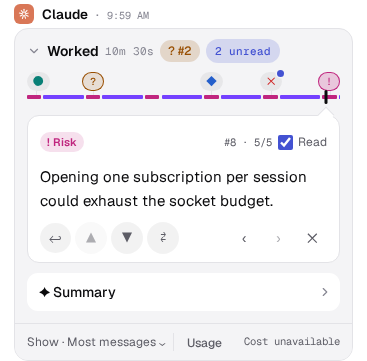 Claude · 9:59 AM
Worked 10m 30s ? #2 2 unread
? !
! Risk #8 · 5/5 Read
Opening one subscription per session
could exhaust the socket budget.
Summary
Show · Most messages Usage Cost unavailable